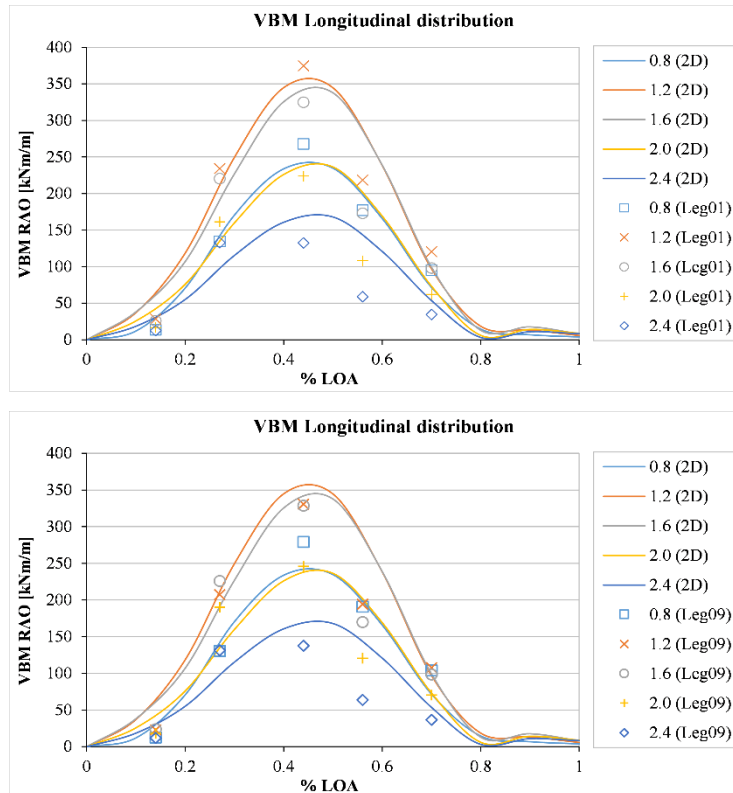 VBM Longitudinal distribution
400
350
300
250
200
150
100
50
0
VBM RAO [kNm/m]
0 0.2 0.4 0.6 0.8 1
% LOA
0.8 (2D)
1.2 (2D)
1.6 (2D)
2.0 (2D)
2.4 (2D)
0.8 (Leg01)
1.2 (Leg01)
1.6 (Leg01)
2.0 (Leg01)
2.4 (Leg01)
VBM Longitudinal distribution
400
350
300
250
200
150
100
50
0
VBM RAO [kNm/m]
0 0.2 0.4 0.6 0.8 1
% LOA
0.8 (2D)
1.2 (2D)
1.6 (2D)
2.0 (2D)
2.4 (2D)
0.8 (Leg09)
1.2 (Leg09)
1.6 (Leg09)
2.0 (Leg09)
2.4 (Leg09)